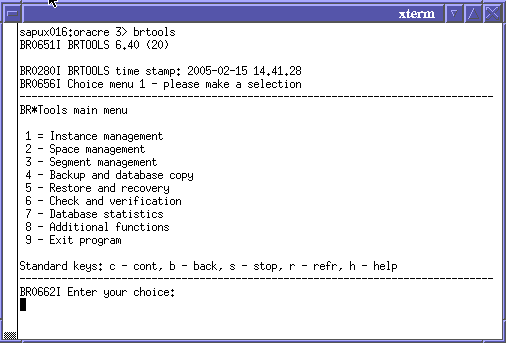 xterm
sapux016:oracre 3> brtools
BR0651I BRTOOLS 6.40 (20)
BR0280I BRTOOLS time stamp: 2005-02-15 14.41.28
BR0656I Choice menu 1 - please make a selection
-------------------------------------------------------------------------------
BR*Tools main menu
1 = Instance management
2 - Space management
3 - Segment management
4 - Backup and database copy
5 - Restore and recovery
6 - Check and verification
7 - Database statistics
8 - Additional functions
9 - Exit program
Standard keys: c - cont, b - back, s - stop, r - refr, h - help
-------------------------------------------------------------------------------
BR0662I Enter your choice: